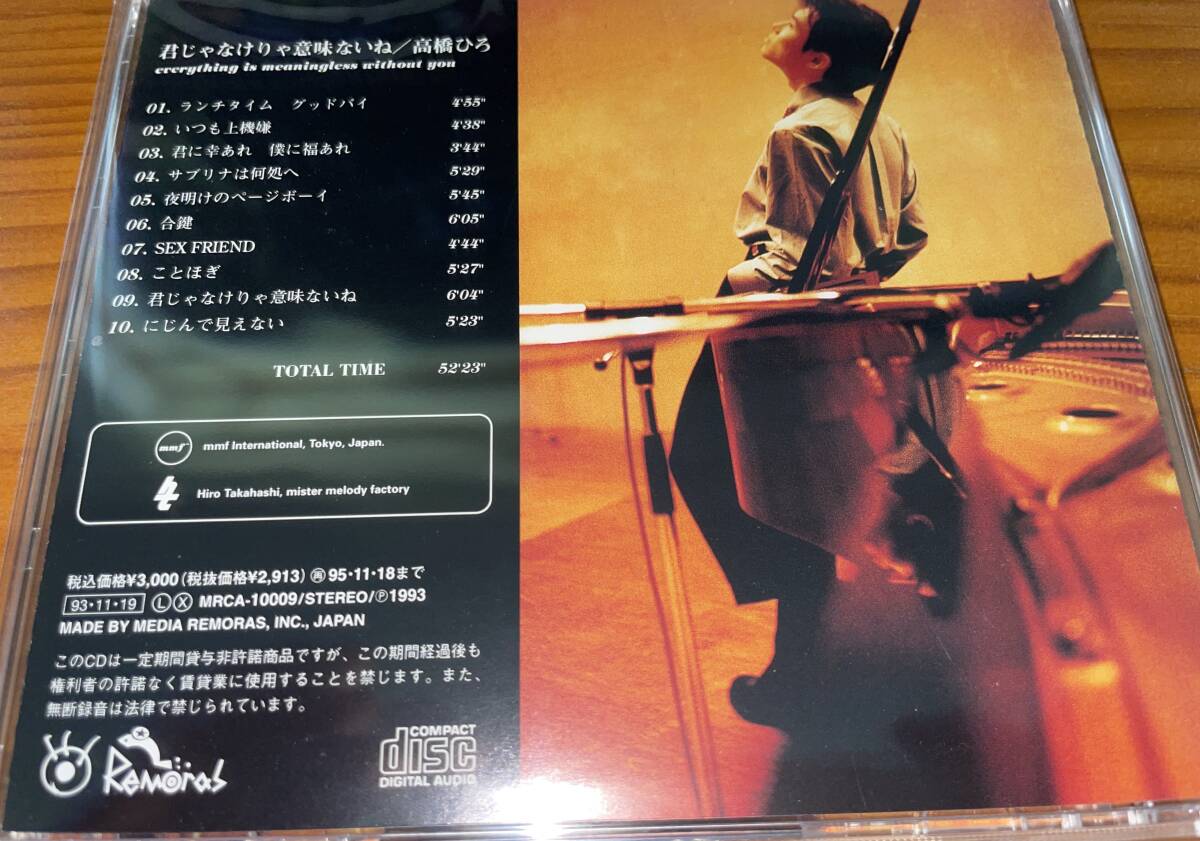 君じゃなけりゃ意味ないね／高橋ひろ
everything is meaningless without you
01. ランチタイム　グッドバイ 4'55"
02. いつも上機嫌 4'38"
03. 君に幸あれ　僕に福あれ 3'44"
04. サブリナは何処へ 5'29"
05. 夜明けのページボーイ 5'45"
06. 合鍵 6'05"
07. SEX FRIEND 4'44"
08. ことほぎ 5'27"
09. 君じゃなけりゃ意味ないね 6'04"
10. にじんで見えない 5'23"
TOTAL TIME 52'23"
mmf mmf International, Tokyo, Japan.
Hiro Takahashi, mister melody factory
税込価格¥3,000(税抜価格¥2,913) ㊢95·11·18まで
93·11·19 ⓁⓍ MRCA-10009/STEREO/Ⓟ1993
MADE BY MEDIA REMORAS, INC., JAPAN
このCDは一定期間貸与非許諾商品ですが、この期間経過後も
権利者の許諾なく賃貸業に使用することを禁じます。また、
無断録音は法律で禁じられています。
Remoras
COMPACT
disc
DIGITAL AUDIO